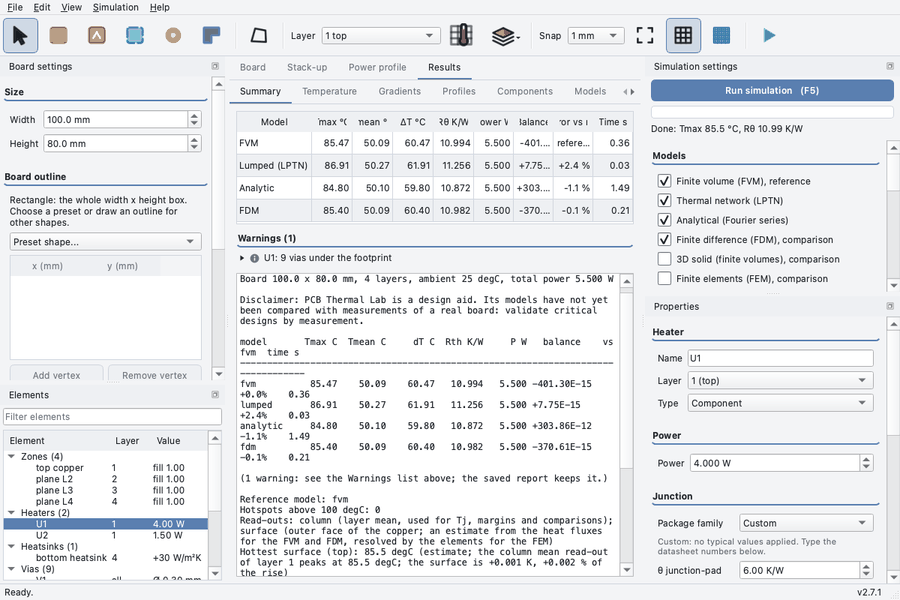 File Edit View Simulation Help
Layer 1 top Snap 1 mm
Board settings
Size
Width 100.0 mm
Height 80.0 mm
Board outline
Rectangle: the whole width x height box.
Choose a preset or draw an outline for
other shapes.
Preset shape...
x (mm) y (mm)
Add vertex Remove vertex
Elements
Filter elements
Element Layer Value
Zones (4)
top copper 1 fill 1.00
plane L2 2 fill 1.00
plane L3 3 fill 1.00
plane L4 4 fill 1.00
Heaters (2)
U1 1 4.00 W
U2 1 1.50 W
Heatsinks (1)
bottom heatsink 4 +30 W/m²K
Vias (9)
Board Stack-up Power profile Results
Summary Temperature Gradients Profiles Components Models
Model ΔT °C Rθ K/W Time s
FVM 85.47 50.09 60.47 10.994 5.500 -401.... refere... 0.36
Lumped (LPTN) 86.91 50.27 61.91 11.256 5.500 +7.75... +2.4 % 0.03
Analytic 84.80 50.10 59.80 10.872 5.500 +303.... -1.1 % 1.49
FDM 85.40 50.09 60.40 10.982 5.500 -370.... -0.1 % 0.21
Warnings (1)
U1: 9 vias under the footprint
Board 100.0 x 80.0 mm, 4 layers, ambient 25 degC, total power 5.500 W
Disclaimer: PCB Thermal Lab is a design aid. Its models have not yet
been compared with measurements of a real board: validate critical
designs by measurement.
model Tmax C Tmean C dT C Rth K/W P W balance vs
fvm time s
fvm 85.47 50.09 60.47 10.994 5.500 -401.30E-15
+0.0% 0.36
lumped 86.91 50.27 61.91 11.256 5.500 +7.75E-15
+2.4% 0.03
analytic 84.80 50.10 59.80 10.872 5.500 +303.86E-12
-1.1% 1.49
fdm 85.40 50.09 60.40 10.982 5.500 -370.61E-15
-0.1% 0.21
(1 warning: see the Warnings list above; the saved report keeps it.)
Reference model: fvm
Hotspots above 100 degC: 0
Read-outs: column (layer mean, used for Tj, margins and comparisons);
surface (outer face of the copper; an estimate from the heat fluxes
for the FVM and FDM, resolved by the elements for the FEM)
Hottest surface (top): 85.5 degC (estimate; the column mean read-out
of layer 1 peaks at 85.5 degC; the surface is +0.001 K, +0.002 % of
the rise)
Simulation settings
Run simulation (F5)
Done: Tmax 85.5 °C, Rθ 10.99 K/W
Models
Finite volume (FVM), reference
Thermal network (LPTN)
Analytical (Fourier series)
Finite difference (FDM), comparison
3D solid (finite volumes), comparison
Finite elements (FEM), comparison
Properties
Heater
Name U1
Layer 1 (top)
Type Component
Power
Power 4.000 W
Junction
Package family Custom
Custom: no typical values applied. Type the
datasheet numbers below.
θ junction-pad 6.00 K/W
Ready. v2.7.1